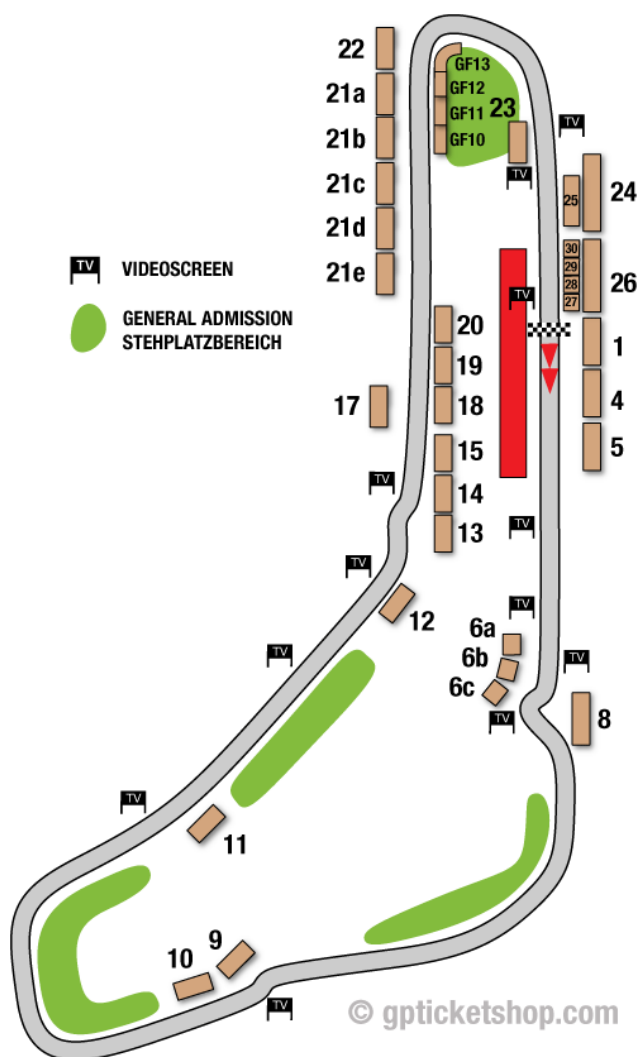 22
GF13
21a
GF12
GF11
23
TV
21b
GF10
TV
21c
25
24
21d
TV
VIDEOSCREEN
21e
30
29
28
27
26
TV
GENERAL ADMISSION
STEHPLATZBEREICH
20
1
19
4
17
18
15
5
TV
14
13
TV
TV
12
TV
6a
6b
TV
TV
6c
TV
8
TV
11
9
10
TV
© gpticketshop.com